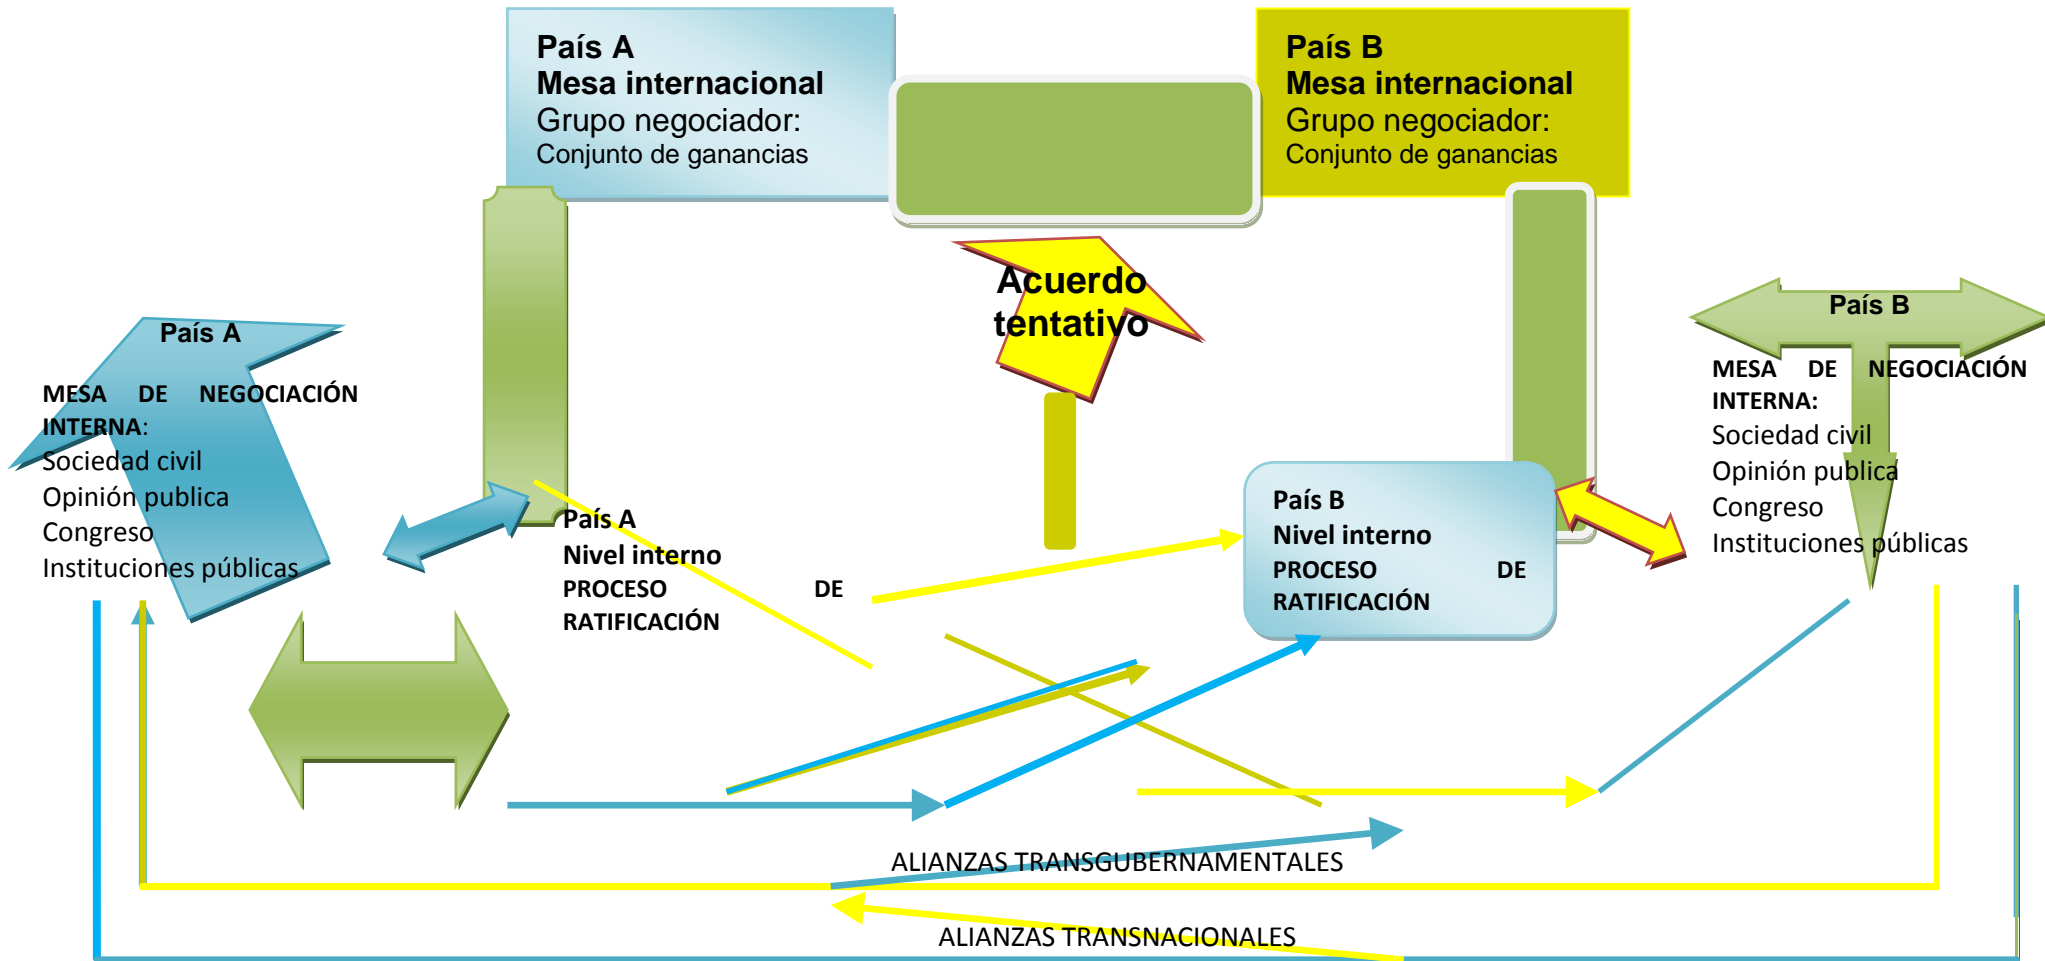 País A
Mesa internacional
Grupo negociador:
Conjunto de ganancias
País B
Mesa internacional
Grupo negociador:
Conjunto de ganancias
Acuerdo
tentativo
País A
MESA DE NEGOCIACIÓN
INTERNA:
Sociedad civil
Opinión publica
Congreso
Instituciones públicas
País A
Nivel interno
PROCESO DE
RATIFICACIÓN
País B
Nivel interno
PROCESO DE
RATIFICACIÓN
País B
MESA DE NEGOCIACIÓN
INTERNA:
Sociedad civil
Opinión publica
Congreso
Instituciones públicas
ALIANZAS TRANSGUBERNAMENTALES
ALIANZAS TRANSNACIONALES